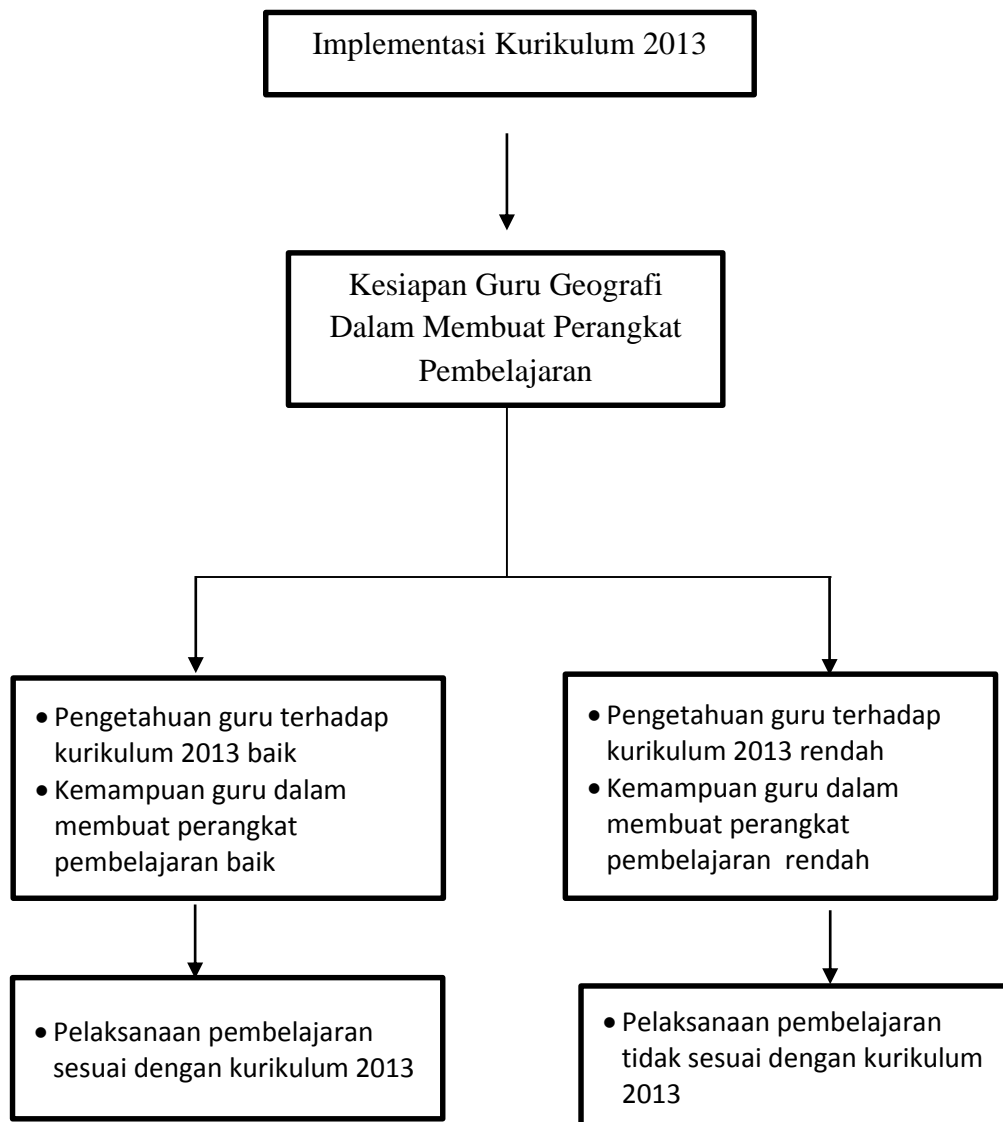 Implementasi Kurikulum 2013
Kesiapan Guru Geografi
Dalam Membuat Perangkat
Pembelajaran
• Pengetahuan guru terhadap
kurikulum 2013 baik
• Kemampuan guru dalam
membuat perangkat
pembelajaran baik
• Pengetahuan guru terhadap
kurikulum 2013 rendah
• Kemampuan guru dalam
membuat perangkat
pembelajaran  rendah
• Pelaksanaan pembelajaran
sesuai dengan kurikulum 2013
• Pelaksanaan pembelajaran
tidak sesuai dengan kurikulum
2013